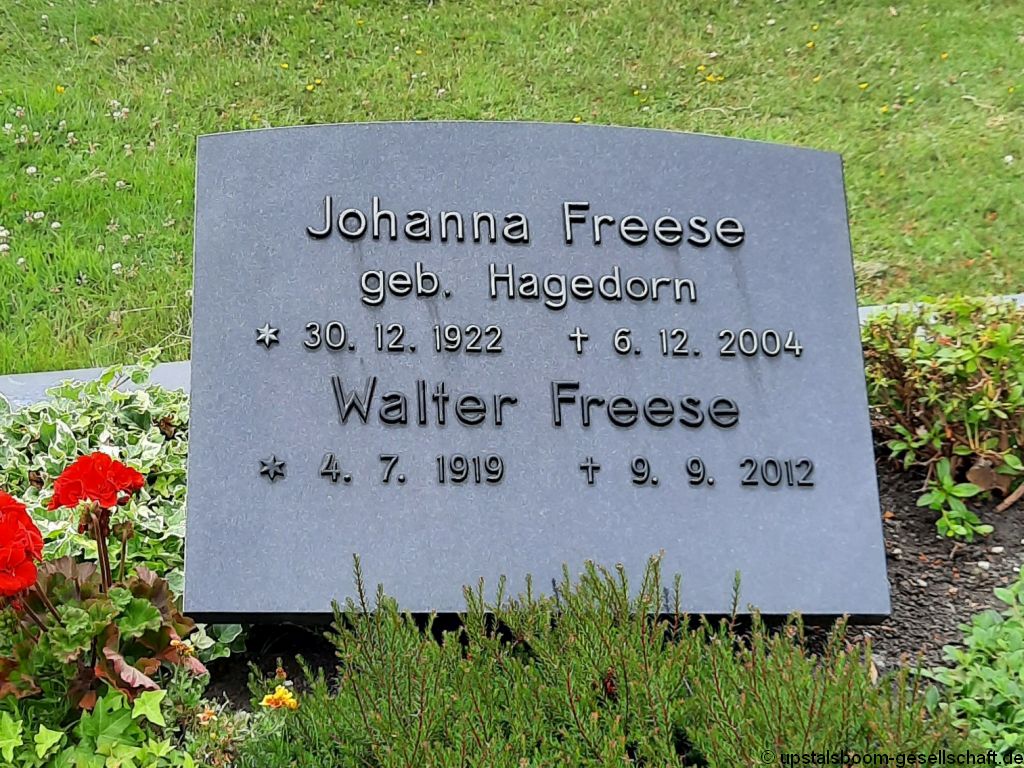 Johanna Freese
geb. Hagedorn
* 30. 12. 1922 † 6. 12. 2004
Walter Freese
* 4. 7. 1919 † 9. 9. 2012
© upstalsboom-gesellschaft.de